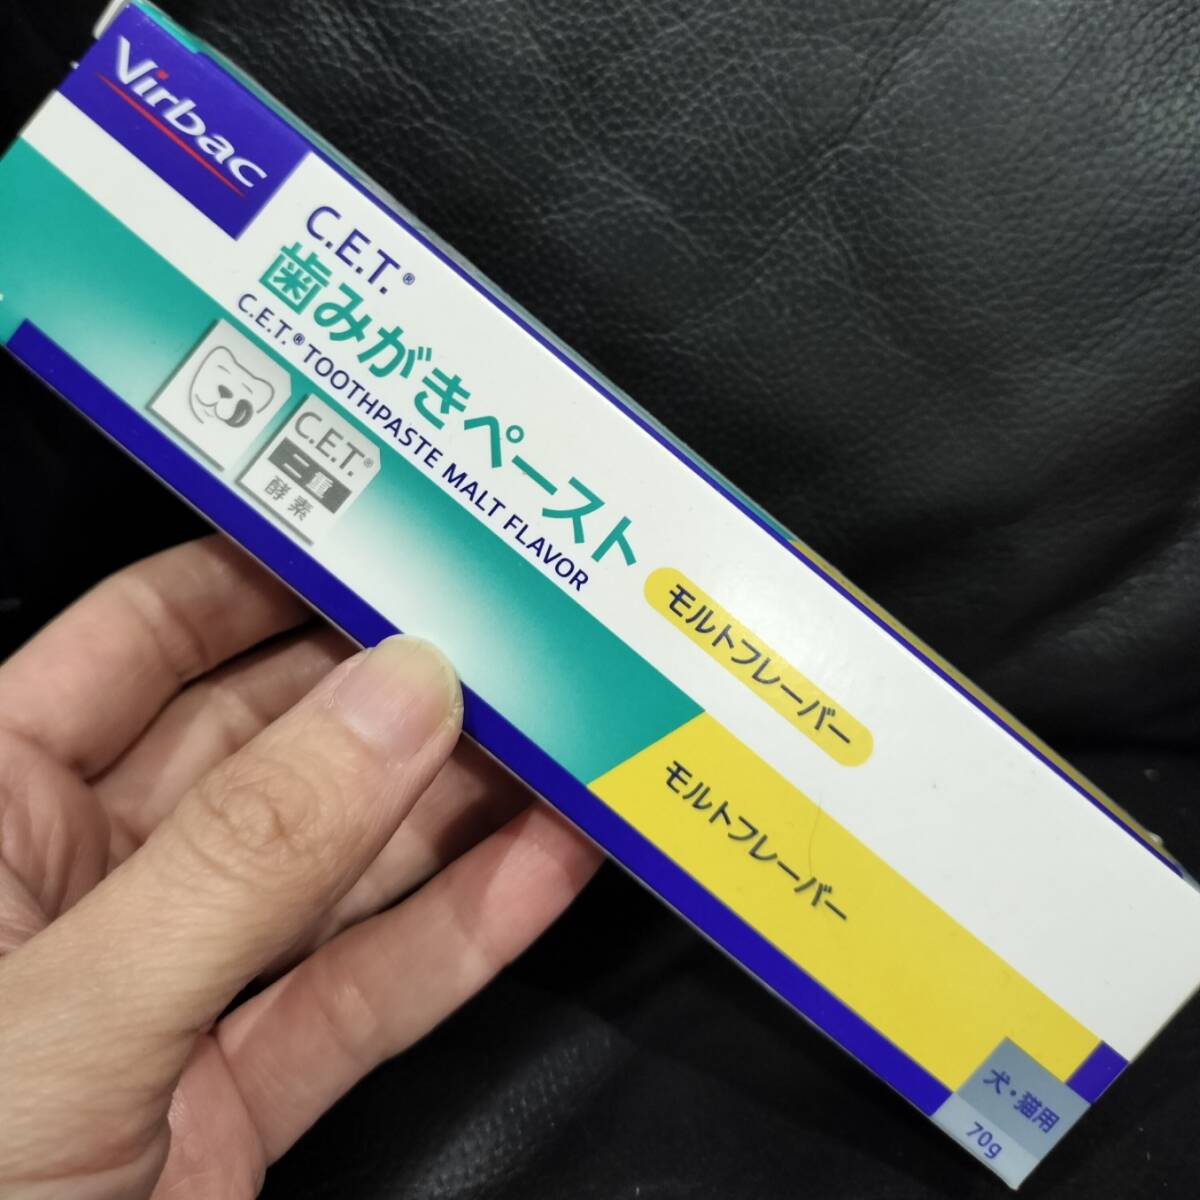 Virbac
C.E.T.®
歯みがきペースト
C.E.T.® TOOTHPASTE MALT FLAVOR
C.E.T.®
二重
酵素
モルトフレーバー
モルトフレーバー
犬・猫用
70g